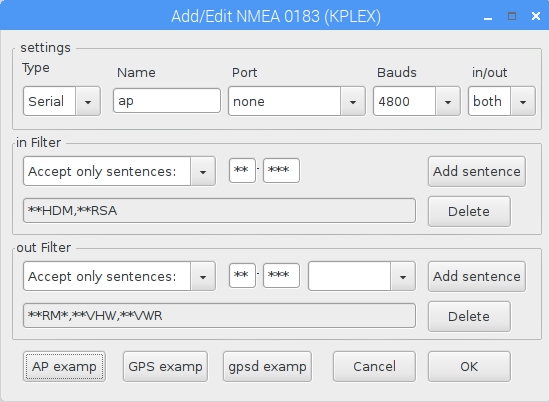 Add/Edit NMEA 0183 (KPLEX)
settings
Type Name Port Bauds in/out
Serial ap none 4800 both
in Filter
Accept only sentences: ** . *** Add sentence
**HDM,**RSA Delete
out Filter
Accept only sentences: ** . *** Add sentence
**RM*,**VHW,**VWR Delete
AP examp GPS examp gpsd examp Cancel OK